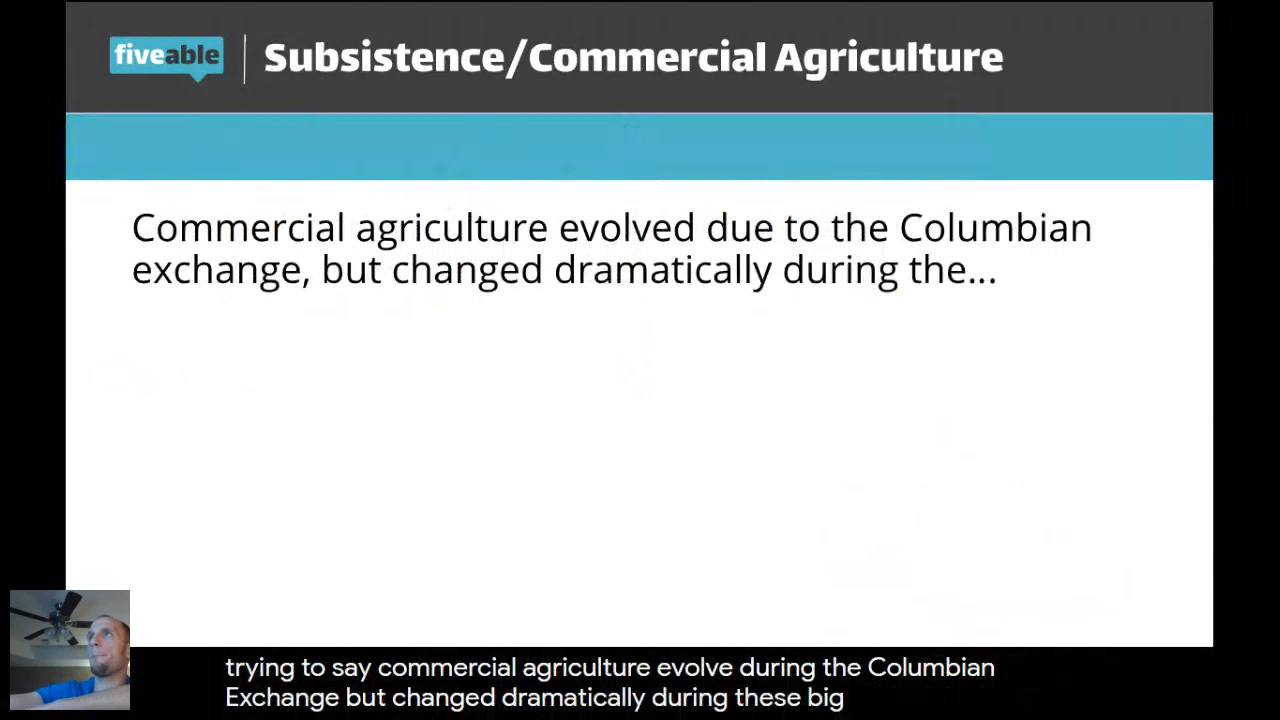 fiveable
Subsistence/Commercial Agriculture
Commercial agriculture evolved due to the Columbian
exchange, but changed dramatically during the...
trying to say commercial agriculture evolve during the Columbian
Exchange but changed dramatically during these big